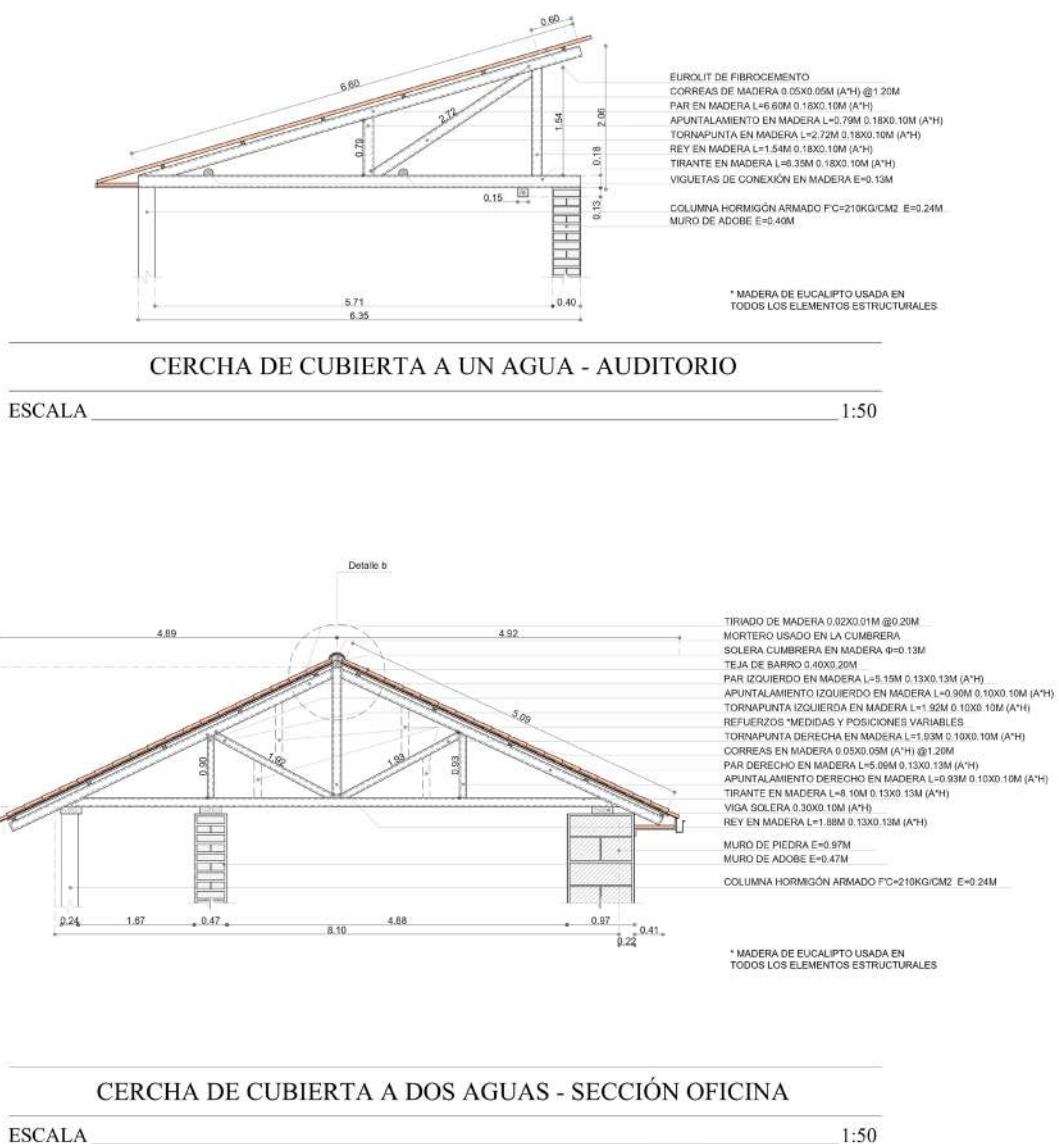 0.60
6.60
2.72
0.79
1.54
2.06
0.18
0.15
0.13
5.71
0.40
6.35
EUROLIT DE FIBROCEMENTO
CORREAS DE MADERA 0.05X0.05M (A*H) @1.20M
PAR EN MADERA L=6.60M 0.18X0.10M (A*H)
APUNTALAMIENTO EN MADERA L=0.79M 0.18X0.10M (A*H)
TORNAPUNTA EN MADERA L=2.72M 0.18X0.10M (A*H)
REY EN MADERA L=1.54M 0.18X0.10M (A*H)
TIRANTE EN MADERA L=6.35M 0.18X0.10M (A*H)
VIGUETAS DE CONEXIÓN EN MADERA E=0.13M
COLUMNA HORMIGÓN ARMADO F'C=210KG/CM2 E=0.24M
MURO DE ADOBE E=0.40M
* MADERA DE EUCALIPTO USADA EN
TODOS LOS ELEMENTOS ESTRUCTURALES
CERCHA DE CUBIERTA A UN AGUA - AUDITORIO
ESCALA 1:50
Detalle b
4.89
4.92
5.09
0.90
1.92
1.93
0.93
0.24
1.67
0.47
4.88
0.97
8.10
0.22
0.41
TIRIADO DE MADERA 0.02X0.01M @0.20M
MORTERO USADO EN LA CUMBRERA
SOLERA CUMBRERA EN MADERA Φ=0.13M
TEJA DE BARRO 0.40X0.20M
PAR IZQUIERDO EN MADERA L=5.15M 0.13X0.13M (A*H)
APUNTALAMIENTO IZQUIERDO EN MADERA L=0.90M 0.10X0.10M (A*H)
TORNAPUNTA IZQUIERDA EN MADERA L=1.92M 0.10X0.10M (A*H)
REFUERZOS *MEDIDAS Y POSICIONES VARIABLES
TORNAPUNTA DERECHA EN MADERA L=1,93M 0.10X0.10M (A*H)
CORREAS EN MADERA 0.05X0.05M (A*H) @1.20M
PAR DERECHO EN MADERA L=5.09M 0.13X0.13M (A*H)
APUNTALAMIENTO DERECHO EN MADERA L=0.93M 0.10X0.10M (A*H)
TIRANTE EN MADERA L=8.10M 0.13X0.13M (A*H)
VIGA SOLERA 0.30X0.10M (A*H)
REY EN MADERA L=1.88M 0.13X0.13M (A*H)
MURO DE PIEDRA E=0.97M
MURO DE ADOBE E=0.47M
COLUMNA HORMIGÓN ARMADO F'C=210KG/CM2 E=0.24M
* MADERA DE EUCALIPTO USADA EN
TODOS LOS ELEMENTOS ESTRUCTURALES
CERCHA DE CUBIERTA A DOS AGUAS - SECCIÓN OFICINA
ESCALA 1:50